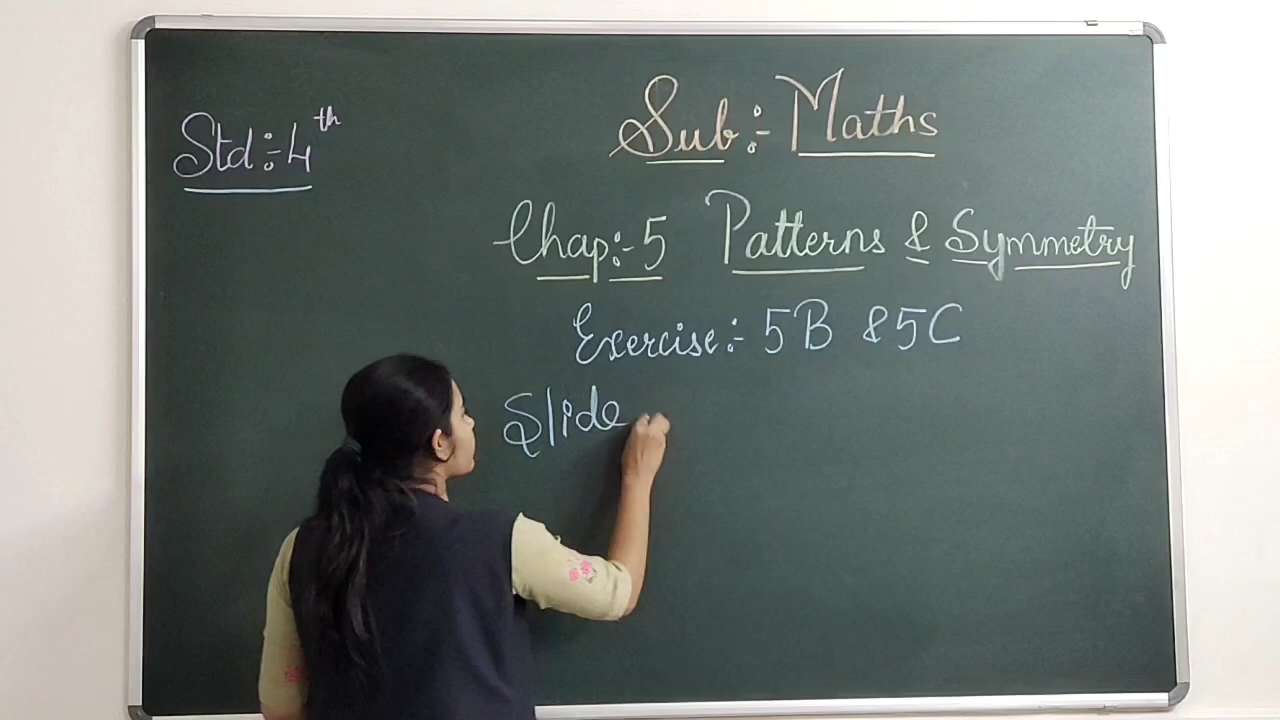 Std:- 4th
Sub:- Maths
Chap:- 5 Patterns & Symmetry
Exercise:- 5B & 5C
Slide